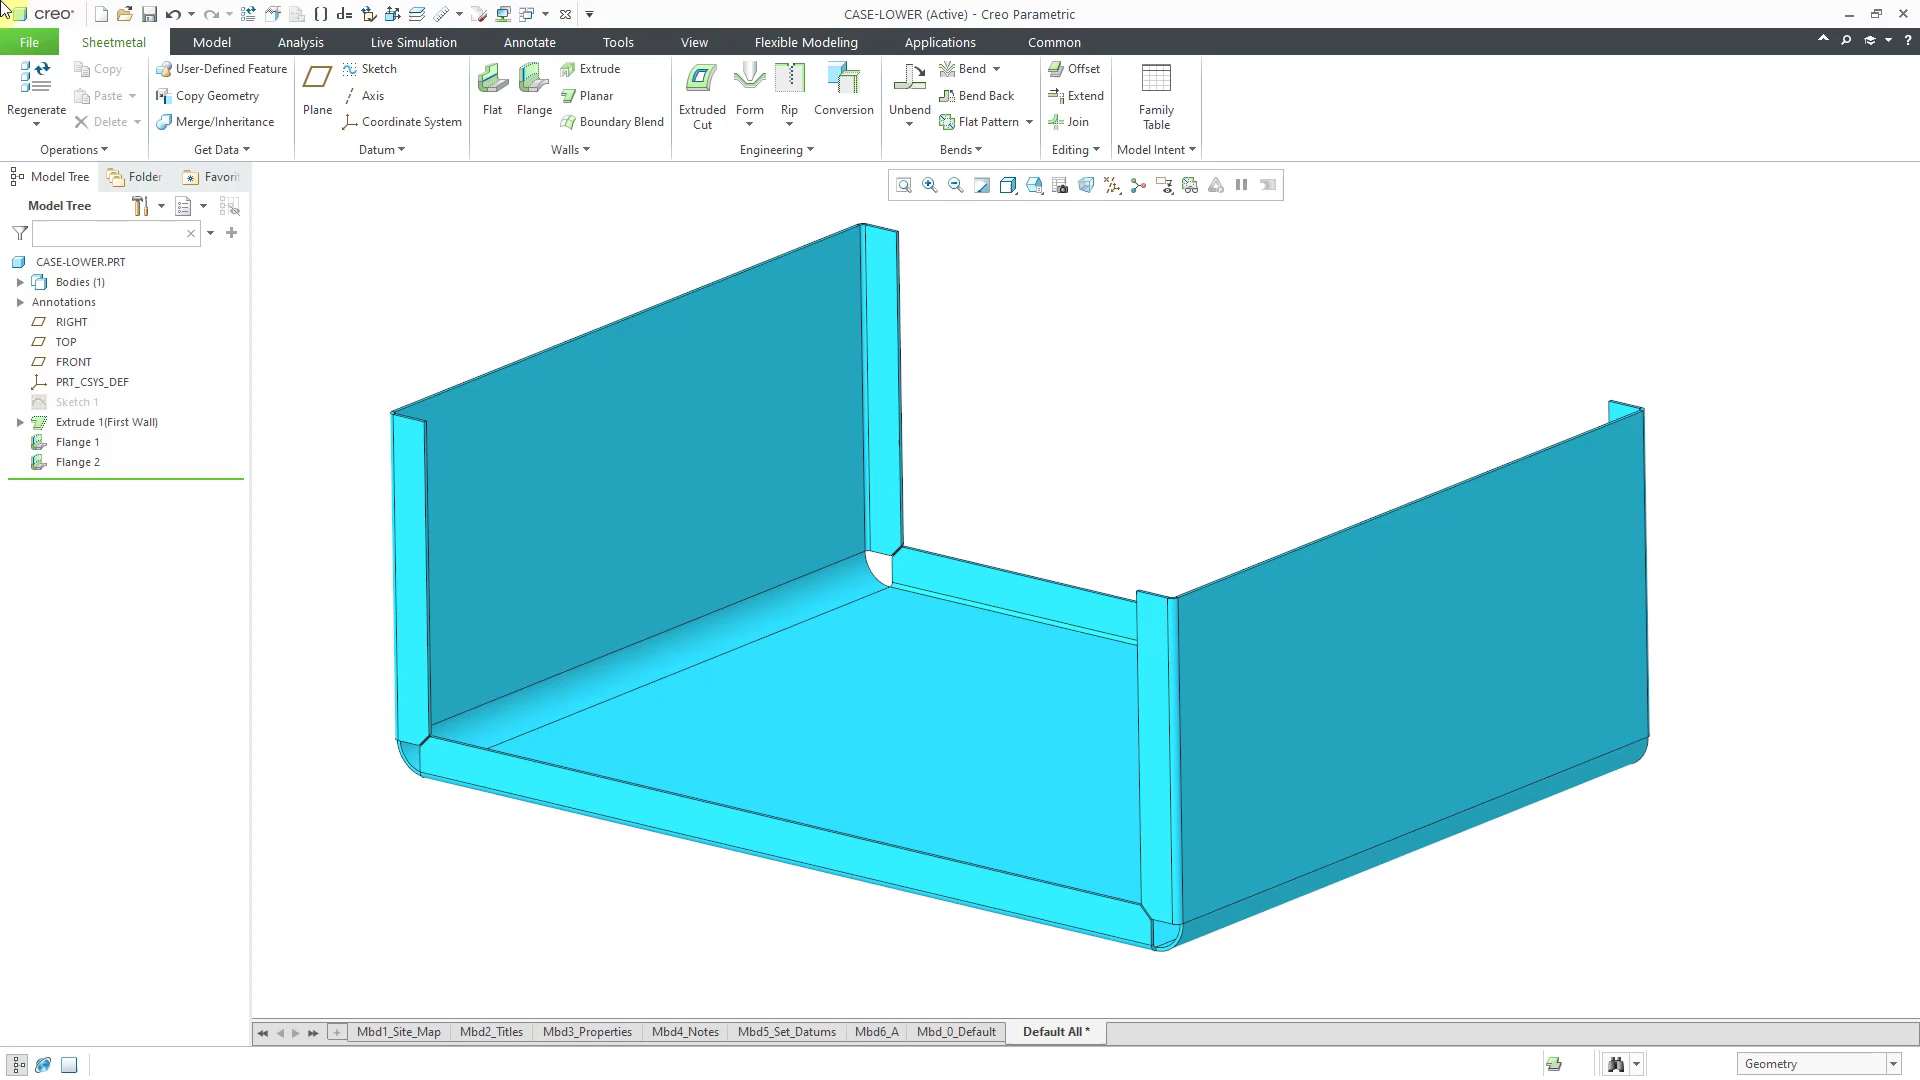 creo°
CASE-LOWER (Active) - Creo Parametric
File Sheetmetal Model Analysis Live Simulation Annotate Tools View Flexible Modeling Applications Common
Regenerate
Copy
Paste
Delete
Operations
User-Defined Feature
Copy Geometry
Merge/Inheritance
Get Data
Plane
Sketch
Axis
Coordinate System
Datum
Flat
Flange
Extrude
Planar
Boundary Blend
Walls
Extruded
Cut
Form
Rip
Conversion
Engineering
Unbend
Bend
Bend Back
Flat Pattern
Bends
Offset
Extend
Join
Editing
Family
Table
Model Intent
Model Tree Folder Favorit
Model Tree
CASE-LOWER.PRT
Bodies (1)
Annotations
RIGHT
TOP
FRONT
PRT_CSYS_DEF
Sketch 1
Extrude 1(First Wall)
Flange 1
Flange 2
Mbd1_Site_Map Mbd2_Titles Mbd3_Properties Mbd4_Notes Mbd5_Set_Datums Mbd6_A Mbd_0_Default Default All *
Geometry